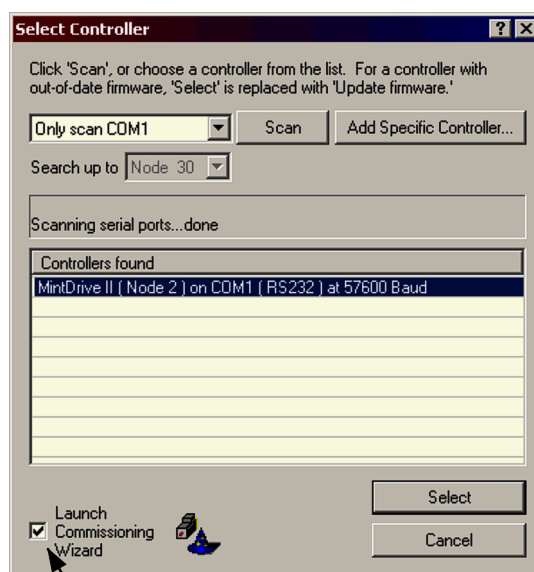 Select Controller
Click 'Scan', or choose a controller from the list. For a controller with
out-of-date firmware, 'Select' is replaced with 'Update firmware.'
Only scan COM1
Scan
Add Specific Controller...
Search up to
Node 30
Scanning serial ports...done
Controllers found
MintDrive II ( Node 2 ) on COM1 ( RS232 ) at 57600 Baud
Select
Launch
Commissioning
Wizard
Cancel